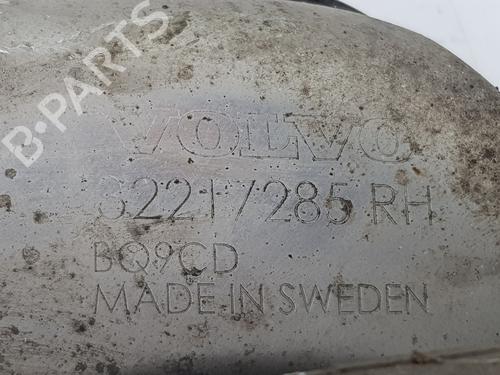 B-PARTS
VOLVO
32217285 RH
BQ9CD
MADE IN SWEDEN